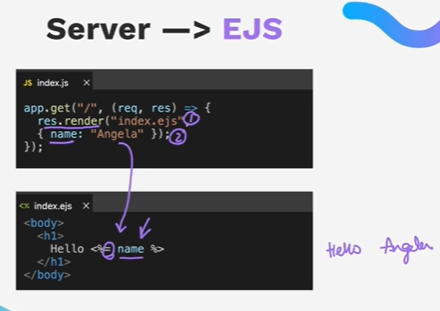 Server —> EJS
JS index.js ×
app.get("/", (req, res) => {
res.render("index.ejs", ①
{ name: "Angela" }); ②
});
<% index.ejs ×
<body>
<h1>
Hello <%= name %>
</h1>
</body>
Hello Angela